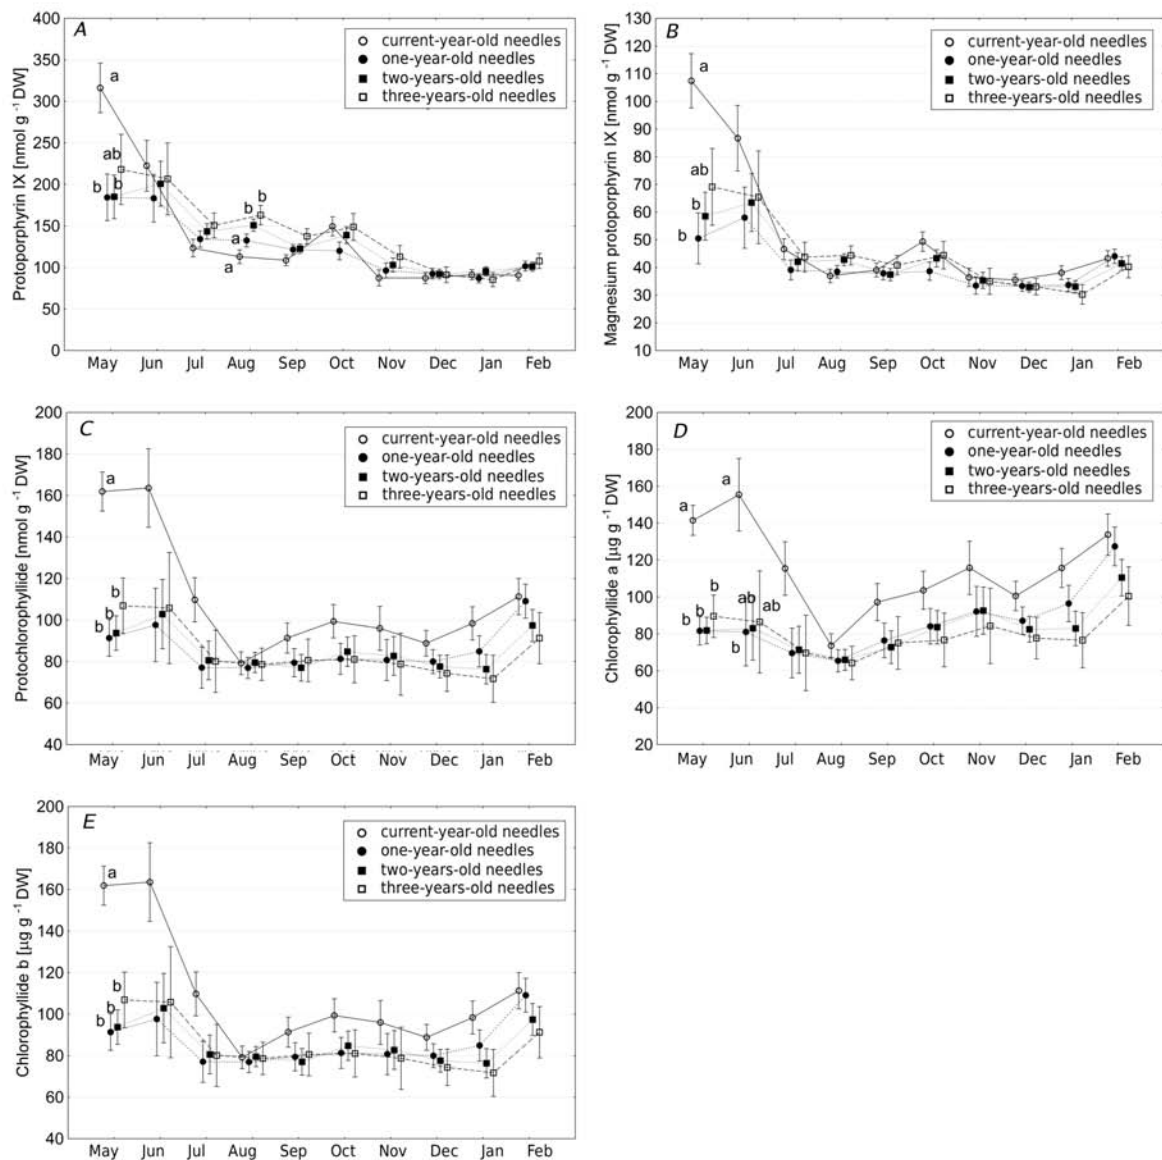 A
Protoporphyrin IX [nmol g -1 DW]
400
350
300
250
200
150
100
50
0
current-year-old needles
one-year-old needles
two-years-old needles
three-years-old needles
a
ab
b
b
b
b
a
a
May Jun Jul Aug Sep Oct Nov Dec Jan Feb
B
Magnesium protoporphyrin IX [nmol g -1 DW]
130
120
110
100
90
80
70
60
50
40
30
20
10
current-year-old needles
one-year-old needles
two-years-old needles
three-years-old needles
a
ab
b
b
May Jun Jul Aug Sep Oct Nov Dec Jan Feb
C
Protochlorophyllide [nmol g -1 DW]
200
180
160
140
120
100
80
60
40
current-year-old needles
one-year-old needles
two-years-old needles
three-years-old needles
a
b
b
b
May Jun Jul Aug Sep Oct Nov Dec Jan Feb
D
Chlorophyllide a [µg g -1 DW]
200
180
160
140
120
100
80
60
40
20
current-year-old needles
one-year-old needles
two-years-old needles
three-years-old needles
a
a
b
b
b
ab
ab
b
May Jun Jul Aug Sep Oct Nov Dec Jan Feb
E
Chlorophyllide b [µg g -1 DW]
200
180
160
140
120
100
80
60
40
current-year-old needles
one-year-old needles
two-years-old needles
three-years-old needles
a
b
b
b
May Jun Jul Aug Sep Oct Nov Dec Jan Feb